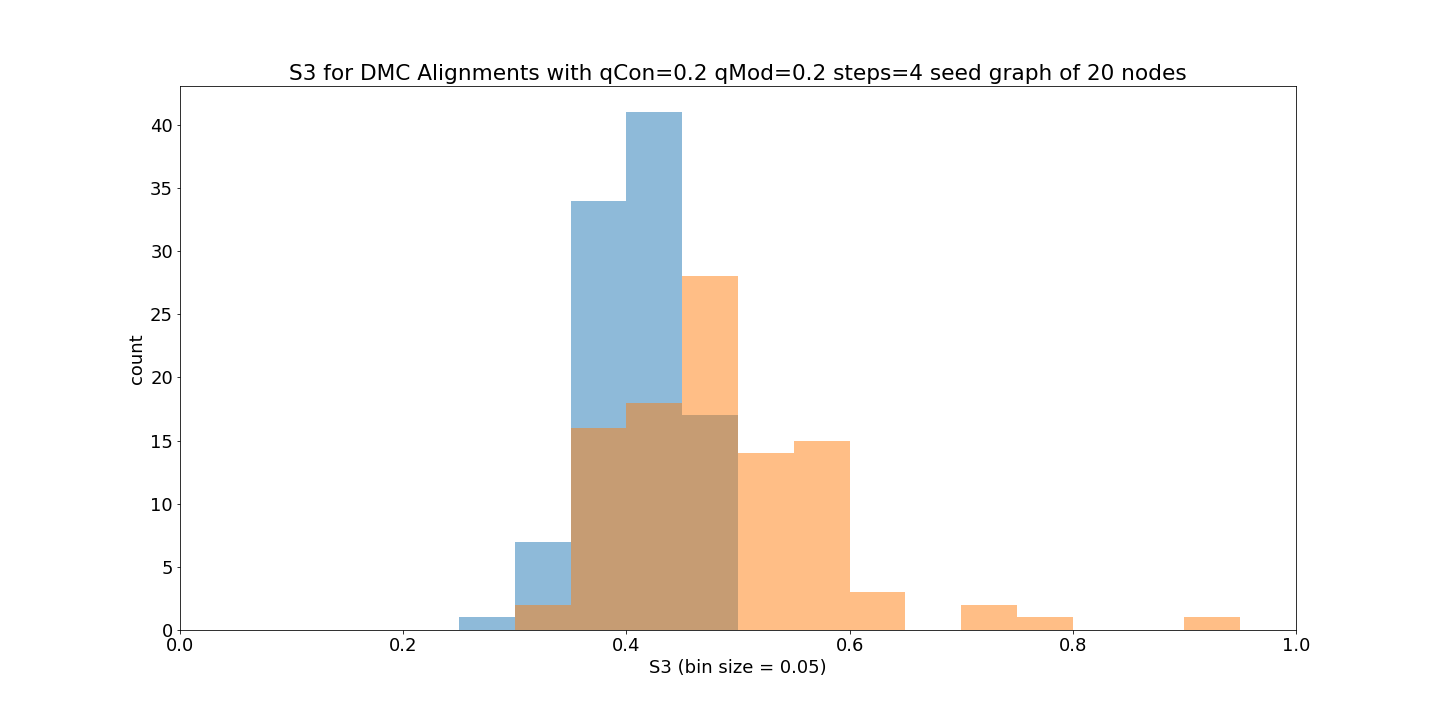 S3 for DMC Alignments with qCon=0.2 qMod=0.2 steps=4 seed graph of 20 nodes
40
35
30
25
20
15
10
5
0
count
0.0 0.2 0.4 0.6 0.8 1.0
S3 (bin size = 0.05)